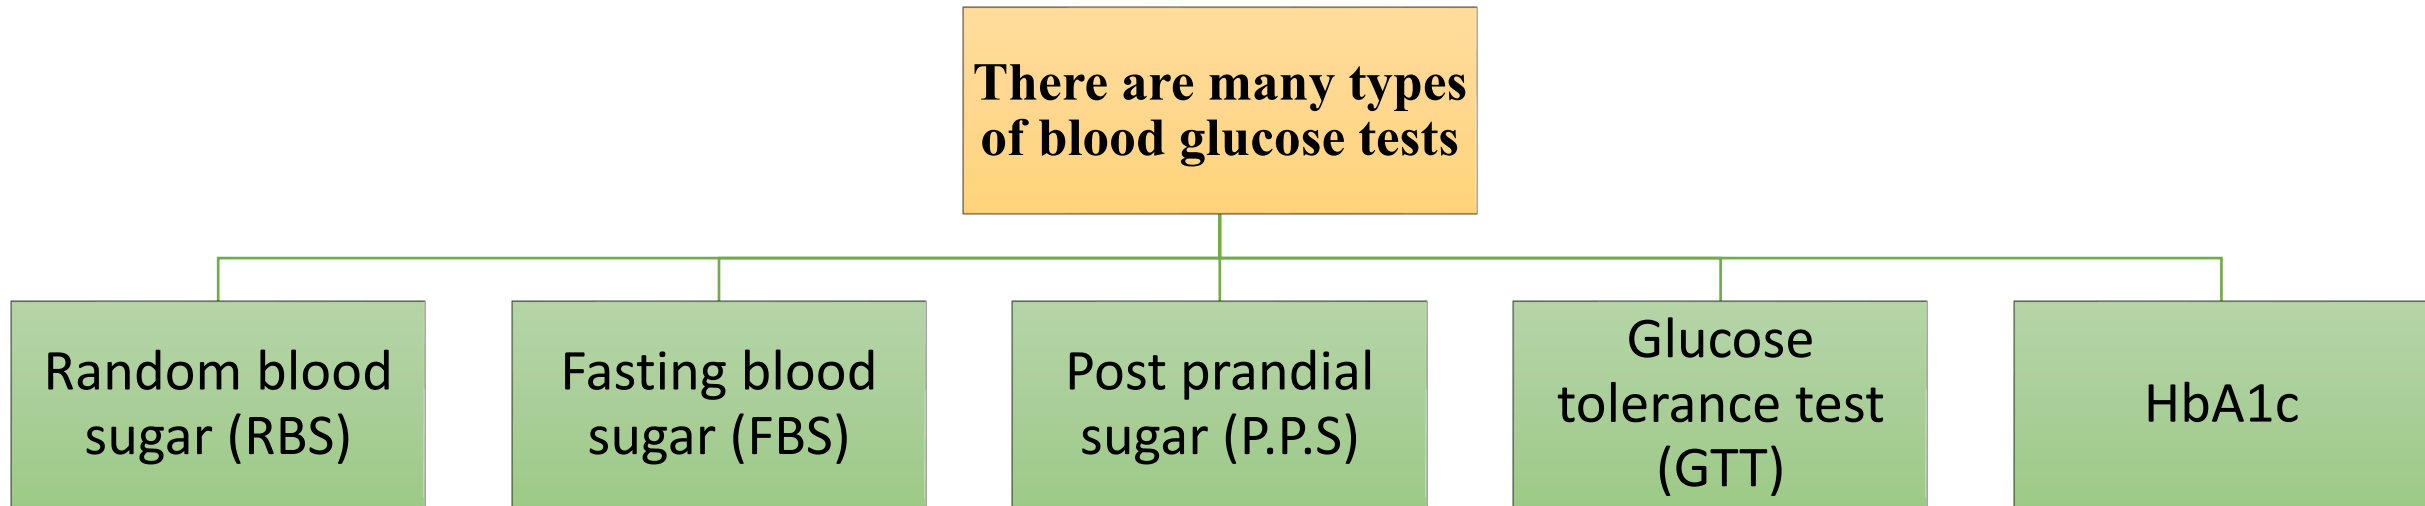 There are many types
of blood glucose tests
Random blood
sugar (RBS)
Fasting blood
sugar (FBS)
Post prandial
sugar (P.P.S)
Glucose
tolerance test
(GTT)
HbA1c